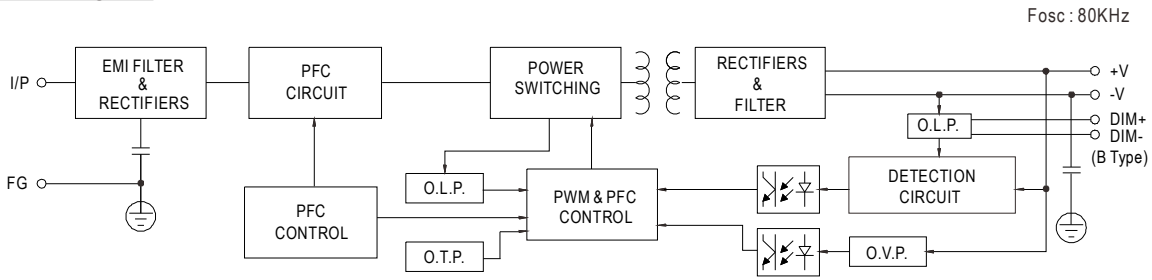 Fosc : 80KHz
I/P
EMI FILTER
&
RECTIFIERS
PFC
CIRCUIT
POWER
SWITCHING
RECTIFIERS
&
FILTER
+V
-V
DIM+
DIM-
(B Type)
O.L.P.
FG
O.L.P.
PFC
CONTROL
PWM & PFC
CONTROL
DETECTION
CIRCUIT
O.T.P.
O.V.P.